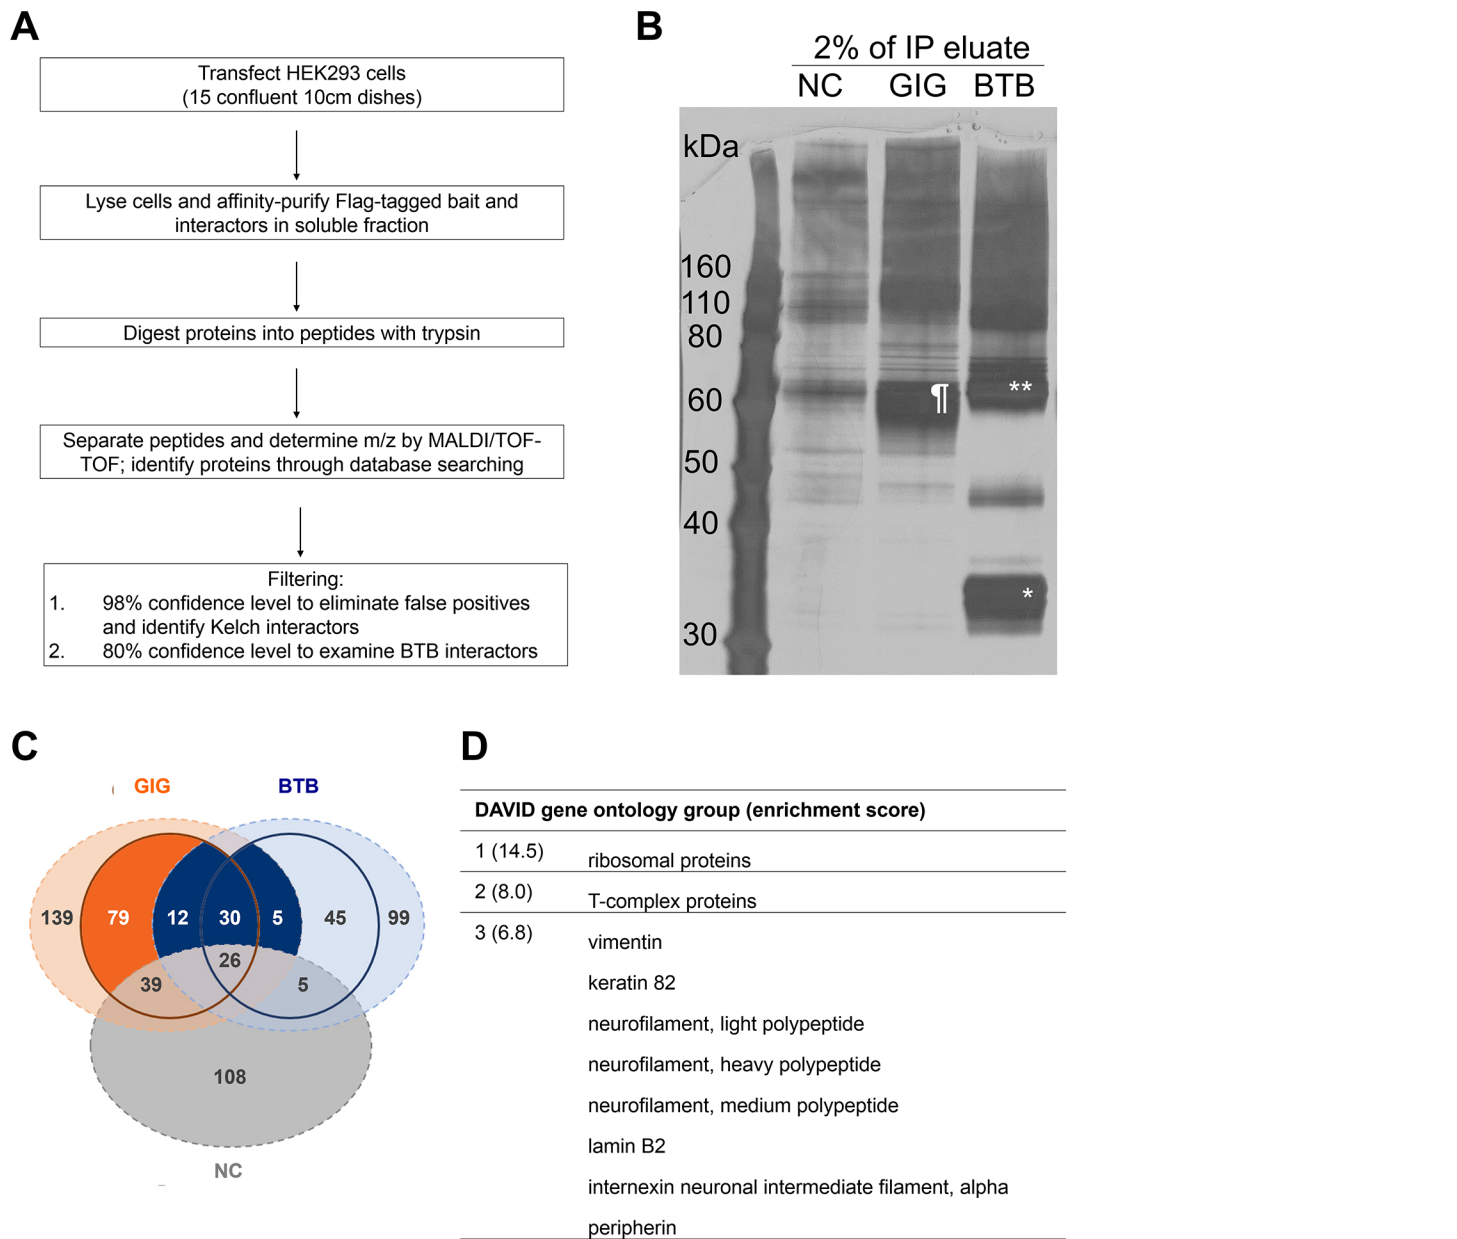 A
Transfect HEK293 cells
(15 confluent 10cm dishes)
Lyse cells and affinity-purify Flag-tagged bait and
interactors in soluble fraction
Digest proteins into peptides with trypsin
Separate peptides and determine m/z by MALDI/TOF-
TOF; identify proteins through database searching
Filtering:
1. 98% confidence level to eliminate false positives
and identify Kelch interactors
2. 80% confidence level to examine BTB interactors
B
2% of IP eluate
NC GIG BTB
kDa
160
110
80
60
50
40
30
¶
**
*
C
GIG BTB
139 79 12 30 5 45 99
26
39 5
108
NC
D
DAVID gene ontology group (enrichment score)
1 (14.5) ribosomal proteins
2 (8.0) T-complex proteins
3 (6.8) vimentin
keratin 82
neurofilament, light polypeptide
neurofilament, heavy polypeptide
neurofilament, medium polypeptide
lamin B2
internexin neuronal intermediate filament, alpha
peripherin